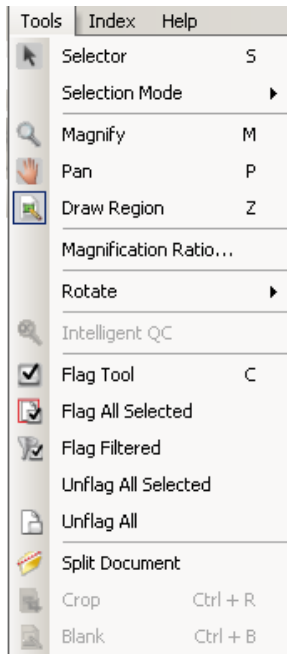 Tools Index Help
Selector S
Selection Mode
Magnify M
Pan P
Draw Region Z
Magnification Ratio...
Rotate
Intelligent QC
Flag Tool C
Flag All Selected
Flag Filtered
Unflag All Selected
Unflag All
Split Document
Crop Ctrl + R
Blank Ctrl + B